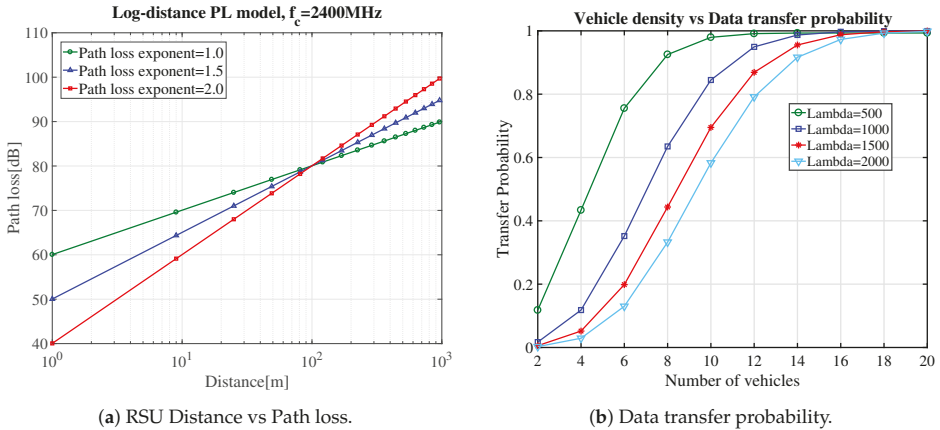 Log-distance PL model, f_c=2400MHz
Path loss exponent=1.0
Path loss exponent=1.5
Path loss exponent=2.0
Path loss[dB]
110
100
90
80
70
60
50
40
10^0
10^1
10^2
10^3
Distance[m]
(a) RSU Distance vs Path loss.
Vehicle density vs Data transfer probability
Lambda=500
Lambda=1000
Lambda=1500
Lambda=2000
Transfer Probability
1
0.8
0.6
0.4
0.2
0
2
4
6
8
10
12
14
16
18
20
Number of vehicles
(b) Data transfer probability.